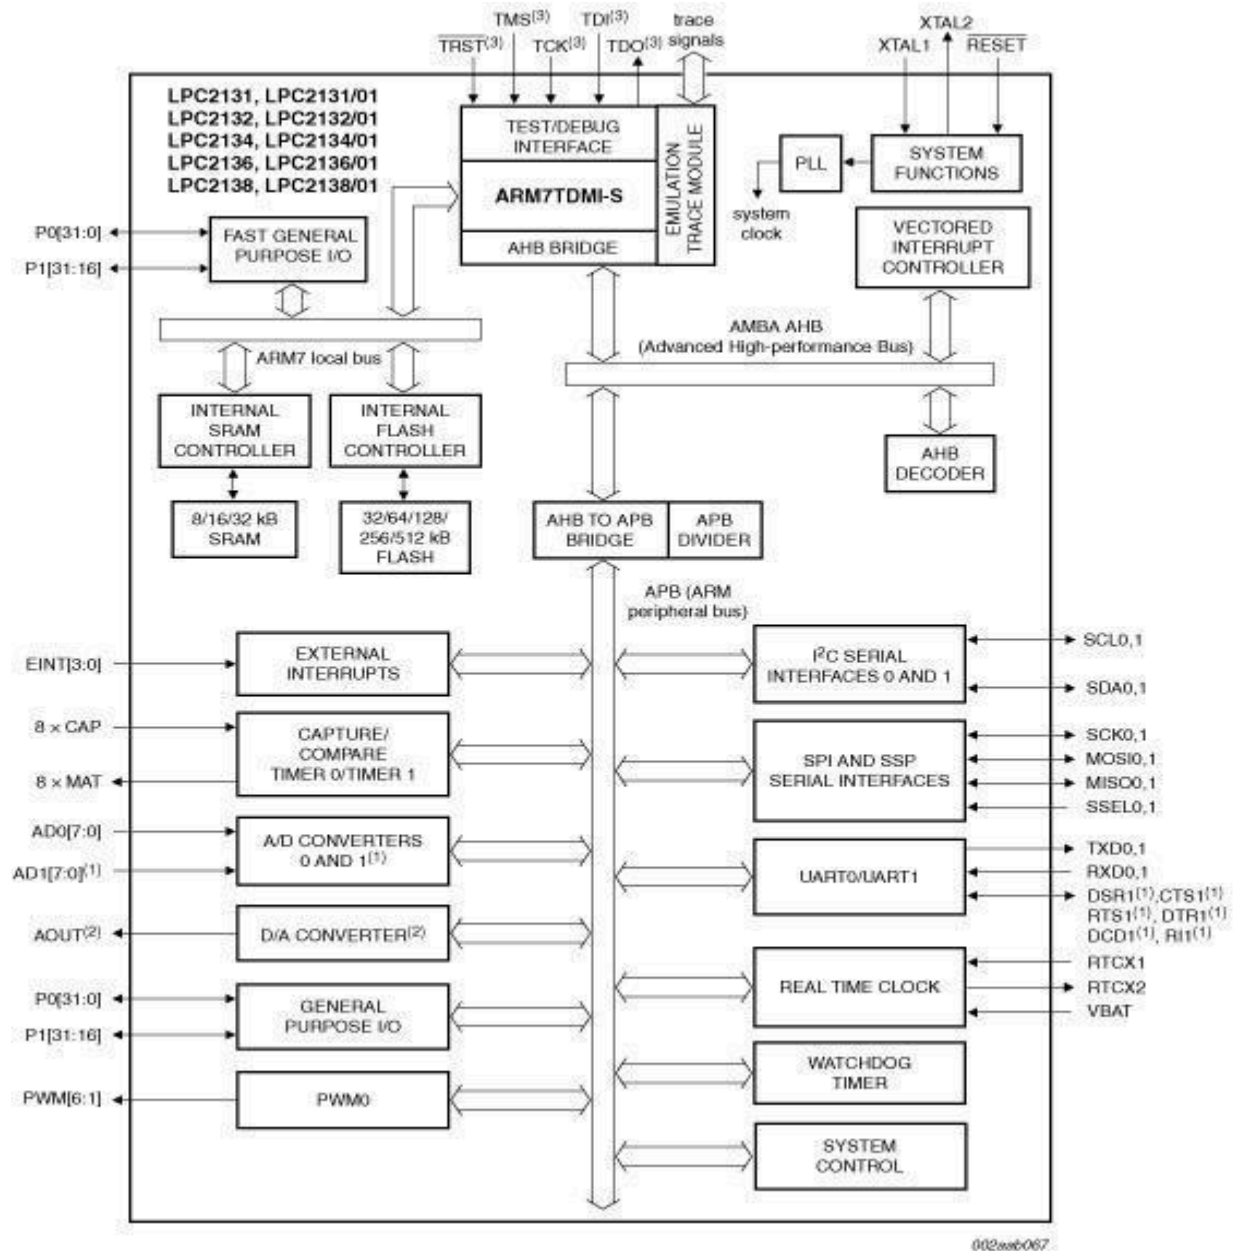 TMS(3)
TDI(3)
trace
signals
XTAL2
TRST(3)
TCK(3)
TDO(3)
XTAL1
RESET
LPC2131, LPC2131/01
LPC2132, LPC2132/01
LPC2134, LPC2134/01
LPC2136, LPC2136/01
LPC2138, LPC2138/01
TEST/DEBUG
INTERFACE
ARM7TDMI-S
AHB BRIDGE
EMULATION
TRACE MODULE
PLL
SYSTEM
FUNCTIONS
system
clock
VECTORED
INTERRUPT
CONTROLLER
P0[31:0]
P1[31:16]
FAST GENERAL
PURPOSE I/O
ARM7 local bus
AMBA AHB
(Advanced High-performance Bus)
INTERNAL
SRAM
CONTROLLER
INTERNAL
FLASH
CONTROLLER
AHB
DECODER
8/16/32 kB
SRAM
32/64/128/
256/512 kB
FLASH
AHB TO APB
BRIDGE
APB
DIVIDER
APB (ARM
peripheral bus)
EINT[3:0]
EXTERNAL
INTERRUPTS
I2C SERIAL
INTERFACES 0 AND 1
SCL0,1
SDA0,1
8 × CAP
8 × MAT
CAPTURE/
COMPARE
TIMER 0/TIMER 1
SPI AND SSP
SERIAL INTERFACES
SCK0,1
MOSI0,1
MISO0,1
SSEL0,1
AD0[7:0]
AD1[7:0](1)
A/D CONVERTERS
0 AND 1(1)
UART0/UART1
TXD0,1
RXD0,1
DSR1(1),CTS1(1)
RTS1(1), DTR1(1)
DCD1(1), RI1(1)
AOUT(2)
D/A CONVERTER(2)
REAL TIME CLOCK
RTCX1
RTCX2
VBAT
P0[31:0]
P1[31:16]
GENERAL
PURPOSE I/O
WATCHDOG
TIMER
PWM[6:1]
PWM0
SYSTEM
CONTROL
002aab067